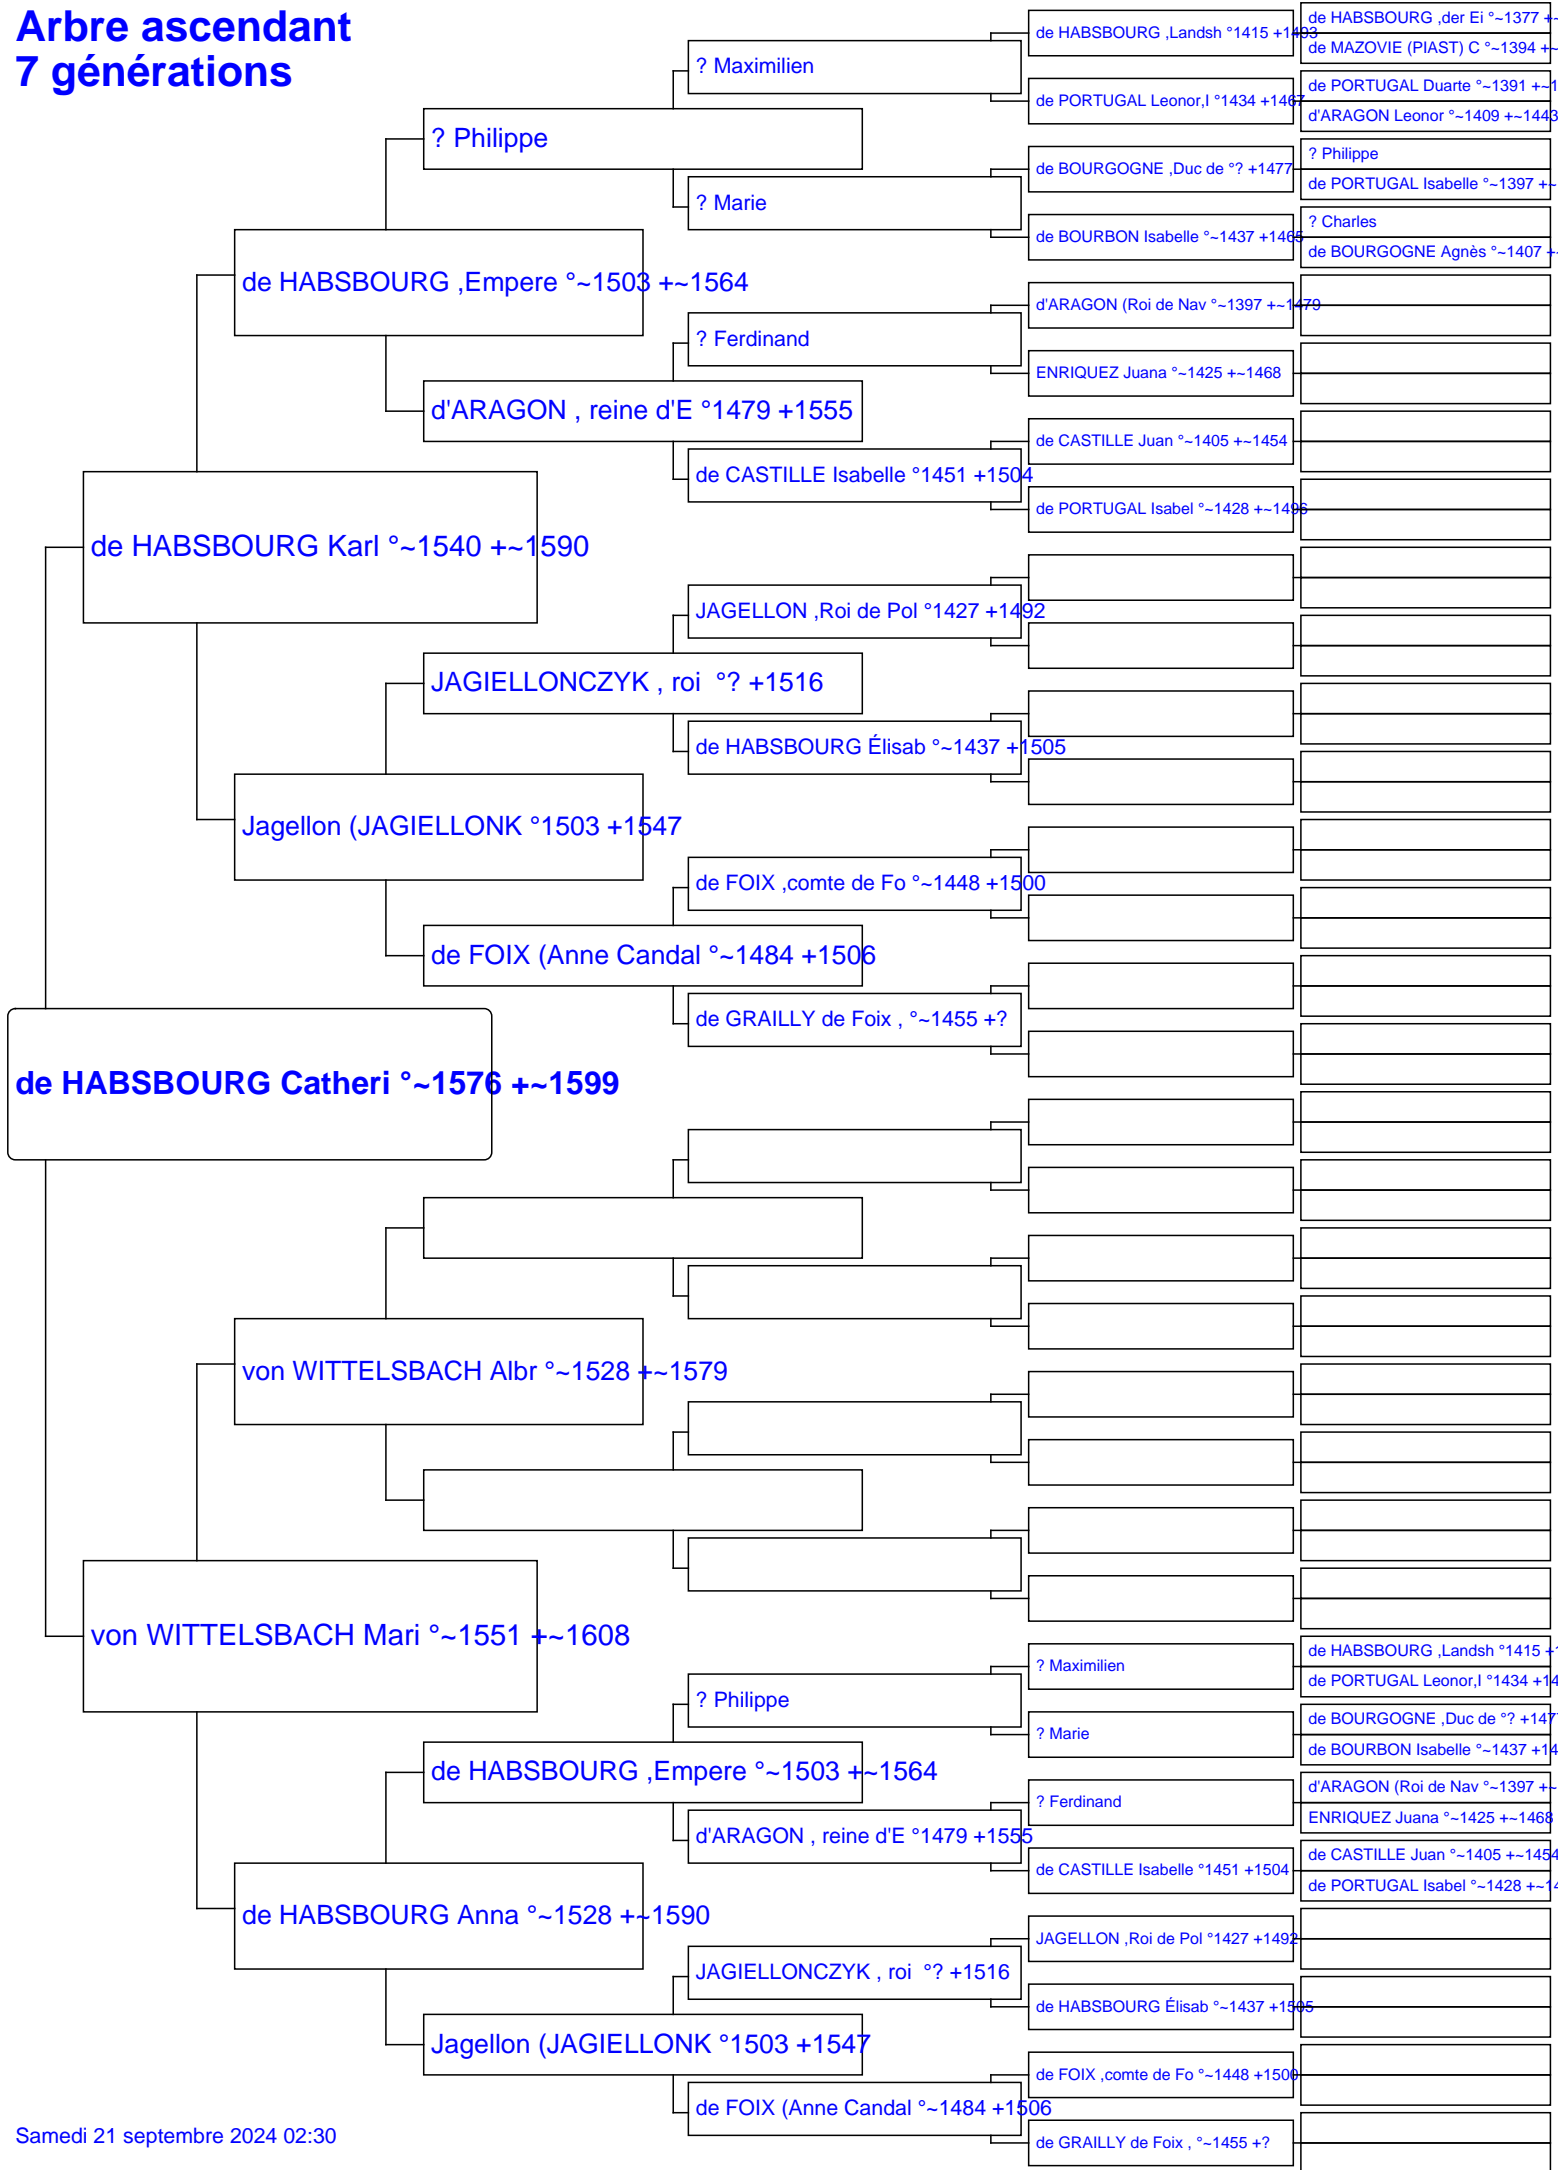 Arbre ascendant
7 générations
de HABSBOURG ,der Ei °~1377 +~
de HABSBOURG ,Landsh °1415 +1493
de MAZOVIE (PIAST) C °~1394 +~
? Maximilien
de PORTUGAL Duarte °~1391 +~1
de PORTUGAL Leonor,I °1434 +1467
d'ARAGON Leonor °~1409 +~1443
? Philippe
? Philippe
de BOURGOGNE ,Duc de °? +1477
de PORTUGAL Isabelle °~1397 +~
? Marie
? Charles
de BOURBON Isabelle °~1437 +1465
de BOURGOGNE Agnès °~1407 +~
de HABSBOURG ,Empere °~1503 +~1564
d'ARAGON (Roi de Nav °~1397 +~1479
? Ferdinand
ENRIQUEZ Juana °~1425 +~1468
d'ARAGON , reine d'E °1479 +1555
de CASTILLE Juan °~1405 +~1454
de CASTILLE Isabelle °1451 +1504
de PORTUGAL Isabel °~1428 +~1496
de HABSBOURG Karl °~1540 +~1590
JAGELLON ,Roi de Pol °1427 +1492
JAGIELLONCZYK , roi  °? +1516
de HABSBOURG Élisab °~1437 +1505
Jagellon (JAGIELLONK °1503 +1547
de FOIX ,comte de Fo °~1448 +1500
de FOIX (Anne Candal °~1484 +1506
de GRAILLY de Foix , °~1455 +?
de HABSBOURG Catheri °~1576 +~1599
von WITTELSBACH Albr °~1528 +~1579
von WITTELSBACH Mari °~1551 +~1608
de HABSBOURG ,Landsh °1415 +1
? Maximilien
de PORTUGAL Leonor,I °1434 +14
? Philippe
de BOURGOGNE ,Duc de °? +1477
? Marie
de BOURBON Isabelle °~1437 +14
de HABSBOURG ,Empere °~1503 +~1564
d'ARAGON (Roi de Nav °~1397 +~
? Ferdinand
ENRIQUEZ Juana °~1425 +~1468
d'ARAGON , reine d'E °1479 +1555
de CASTILLE Juan °~1405 +~1454
de CASTILLE Isabelle °1451 +1504
de PORTUGAL Isabel °~1428 +~14
de HABSBOURG Anna °~1528 +~1590
JAGELLON ,Roi de Pol °1427 +1492
JAGIELLONCZYK , roi  °? +1516
de HABSBOURG Élisab °~1437 +1505
Jagellon (JAGIELLONK °1503 +1547
de FOIX ,comte de Fo °~1448 +1500
de FOIX (Anne Candal °~1484 +1506
de GRAILLY de Foix , °~1455 +?
Samedi 21 septembre 2024 02:30